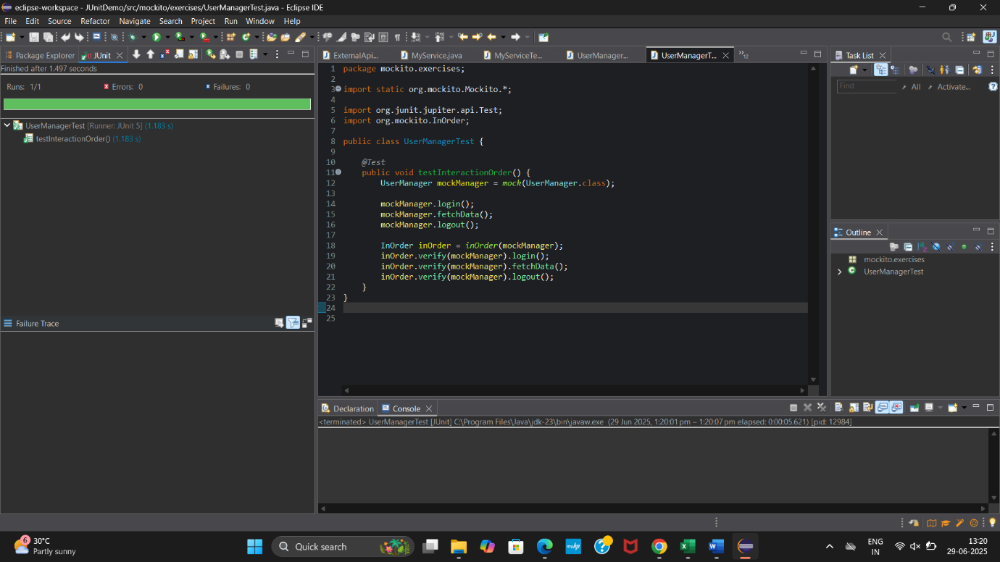 eclipse-workspace - JUnitDemo/src/mockito/exercises/UserManagerTest.java - Eclipse IDE
File Edit Source Refactor Navigate Search Project Run Window Help
Package Explorer JUnit
Finished after 1.497 seconds
Runs: 1/1 Errors: 0 Failures: 0
UserManagerTest [Runner: JUnit 5] (1.183 s)
testInteractionOrder() (1.183 s)
Failure Trace
ExternalApi... MyService.java MyServiceTe... UserManager... UserManagerT... »12
1 package mockito.exercises;
2
3 import static org.mockito.Mockito.*;
4
5 import org.junit.jupiter.api.Test;
6 import org.mockito.InOrder;
7
8 public class UserManagerTest {
9
10 @Test
11 public void testInteractionOrder() {
12 UserManager mockManager = mock(UserManager.class);
13
14 mockManager.login();
15 mockManager.fetchData();
16 mockManager.logout();
17
18 InOrder inOrder = inOrder(mockManager);
19 inOrder.verify(mockManager).login();
20 inOrder.verify(mockManager).fetchData();
21 inOrder.verify(mockManager).logout();
22 }
23 }
24
25
Task List
Find All Activate...
Outline
mockito.exercises
UserManagerTest
Declaration Console
<terminated> UserManagerTest [JUnit] C:\Program Files\Java\jdk-23\bin\javaw.exe (29 Jun 2025, 1:20:01 pm – 1:20:07 pm elapsed: 0:00:05.621) [pid: 12984]
6
30°C
Partly sunny
Quick search
myhp
ENG
IN
13:20
29-06-2025